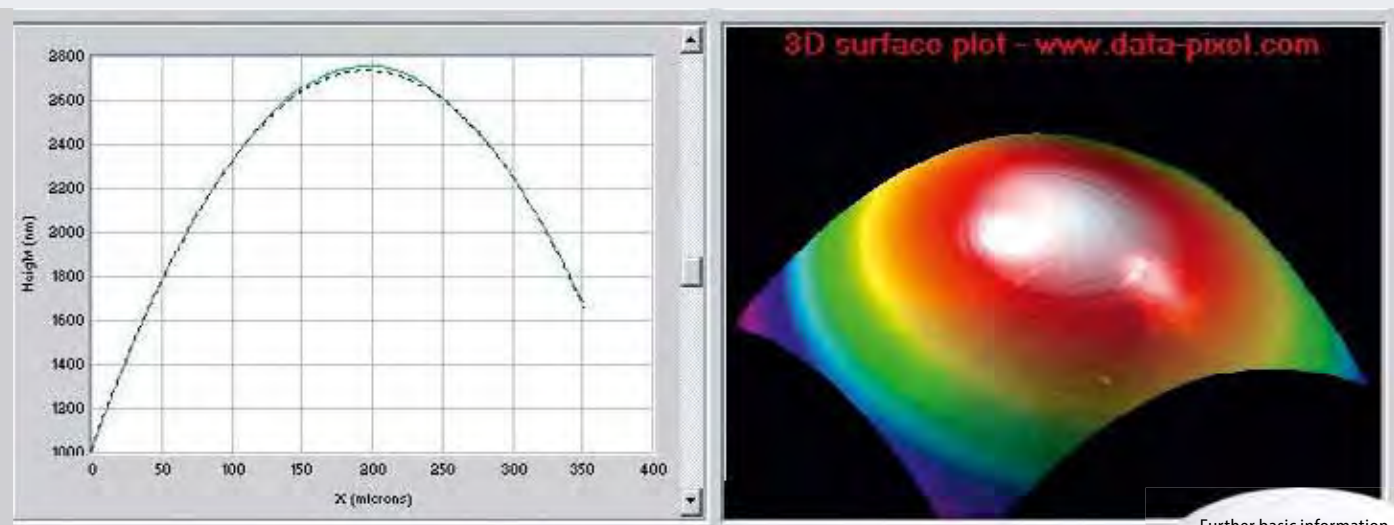 2800
2600
2400
2200
2000
1800
1600
1400
1200
1000
Height (nm)
0 50 100 150 200 250 300 350 400
X (microns)
3D surface plot - www.data-pixel.com
Further basic information